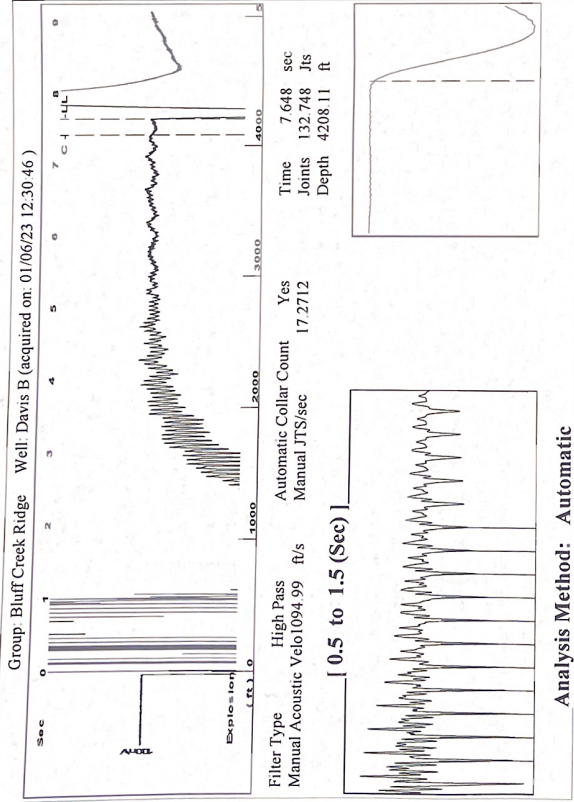 Group: Bluff Creek Ridge Well: Davis B (acquired on: 01/06/23 12:30:46 )
Sec
0 1 2 3 4 5 6 7 8 9
C LL
Explosion
(ft) 0 1000 2000 3000 4000 5
Filter Type High Pass
Manual Acoustic Velo1094.99 ft/s
Automatic Collar Count Yes
Manual JTS/sec 17.2712
Time 7.648 sec
Joints 132.748 Jts
Depth 4208.11 ft
[ 0.5 to 1.5 (Sec) ]
Analysis Method: Automatic